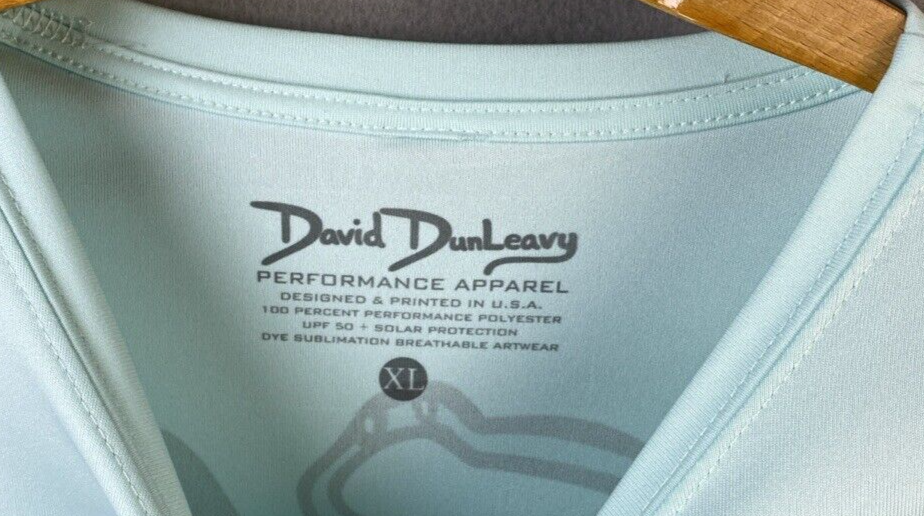 David DunLeavy
PERFORMANCE APPAREL
DESIGNED & PRINTED IN U.S.A.
100 PERCENT PERFORMANCE POLYESTER
UPF 50 + SOLAR PROTECTION
DYE SUBLIMATION BREATHABLE ARTWEAR
XL